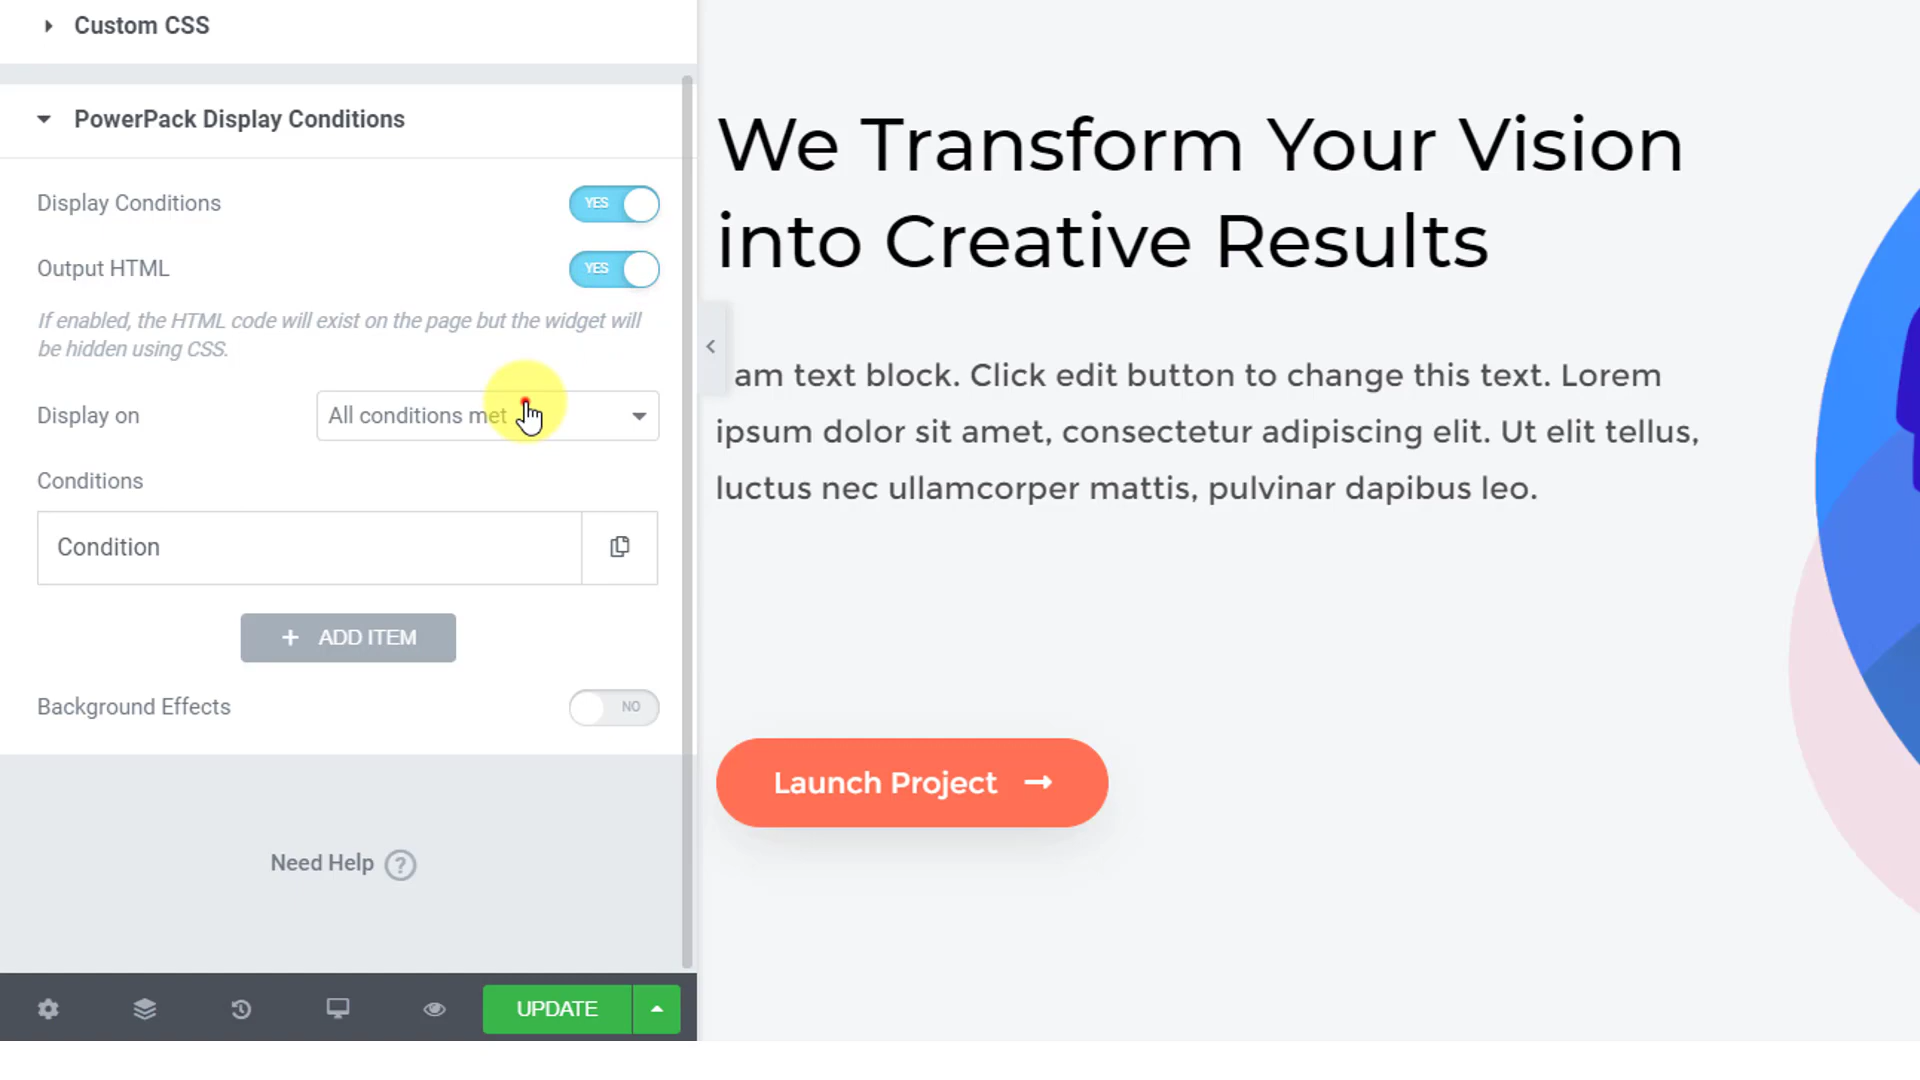 Custom CSS
PowerPack Display Conditions
Display Conditions
YES
Output HTML
YES
If enabled, the HTML code will exist on the page but the widget will
be hidden using CSS.
Display on
All conditions met
Conditions
Condition
+ ADD ITEM
Background Effects
NO
Need Help ?
UPDATE
We Transform Your Vision
into Creative Results
am text block. Click edit button to change this text. Lorem
ipsum dolor sit amet, consectetur adipiscing elit. Ut elit tellus,
luctus nec ullamcorper mattis, pulvinar dapibus leo.
Launch Project →